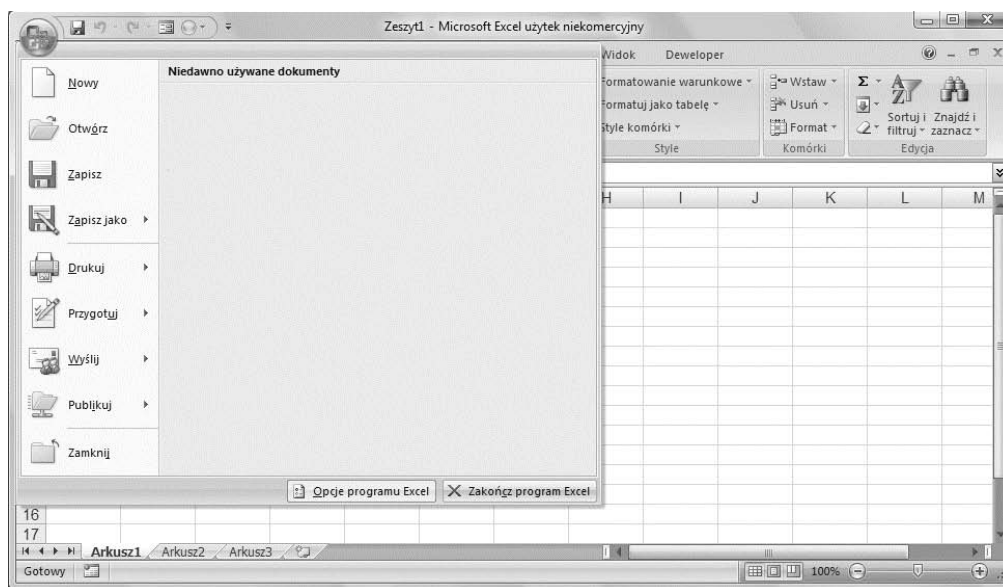 Zeszyt1 - Microsoft Excel użytek niekomercyjny
Widok Deweloper
Niedawno używane dokumenty
Nowy
Otwórz
Zapisz
Zapisz jako
Drukuj
Przygotuj
Wyślij
Publikuj
Zamknij
Opcje programu Excel
Zakończ program Excel
Formatowanie warunkowe
Formatuj jako tabelę
Style komórki
Style
Wstaw
Usuń
Format
Komórki
Σ
Sortuj i filtruj
Znajdź i zaznacz
Edycja
H I J K L M
16
17
Arkusz1 Arkusz2 Arkusz3
Gotowy
100%